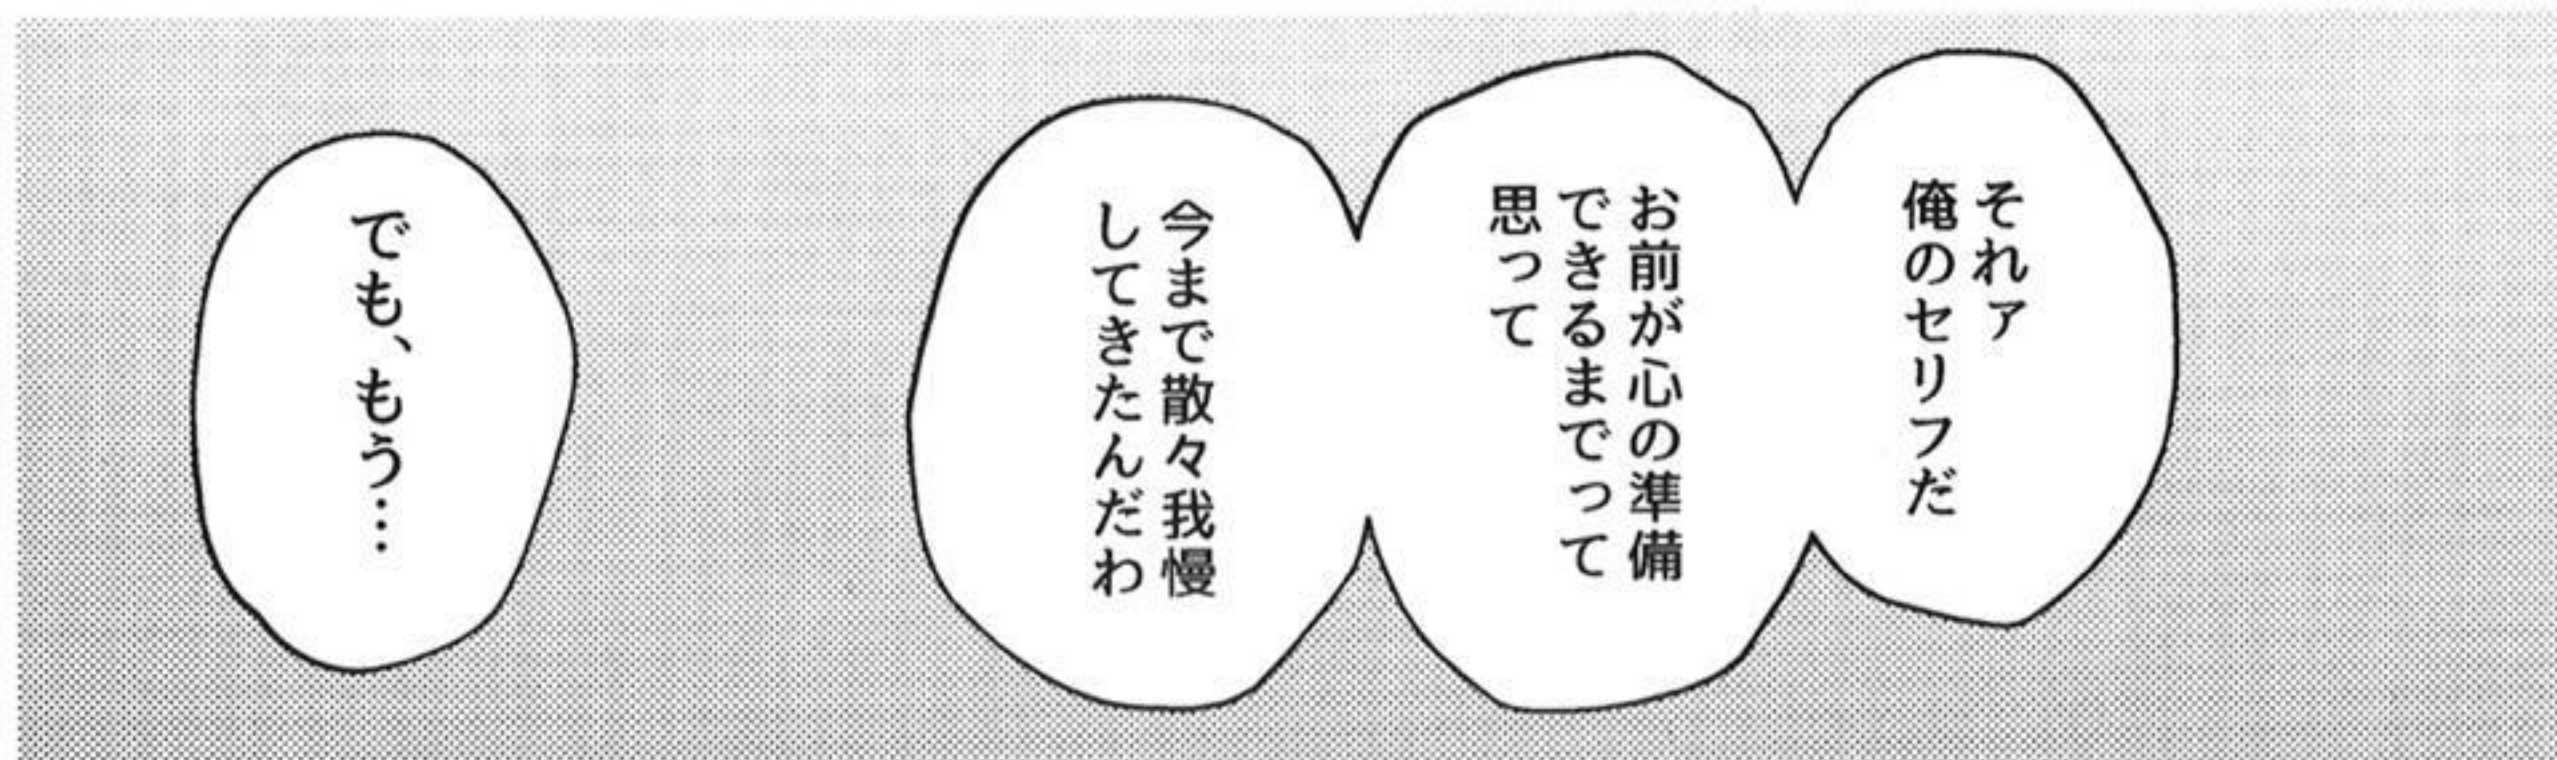 それァ
俺のセリフだ
お前が心の準備
できるまでって
思って
今まで散々我慢
してきたんだわ
でも、もう…